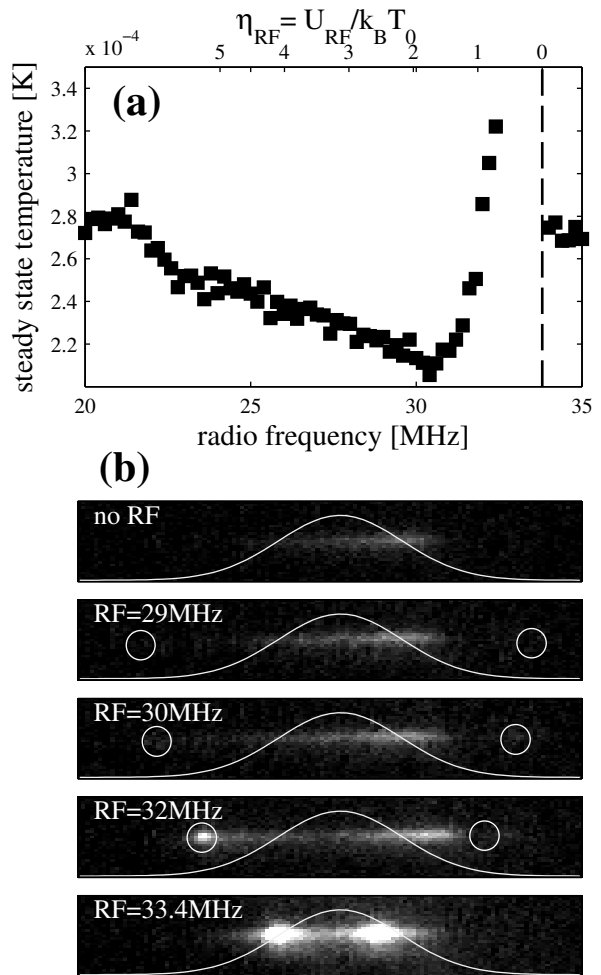 η_RF = U_RF/k_B T_0
x 10⁻⁴ 5 4 3 2 1 0
(a)
steady state temperature [K]
3.4
3.2
3
2.8
2.6
2.4
2.2
20 25 30 35
radio frequency [MHz]
(b)
no RF
RF=29MHz
RF=30MHz
RF=32MHz
RF=33.4MHz